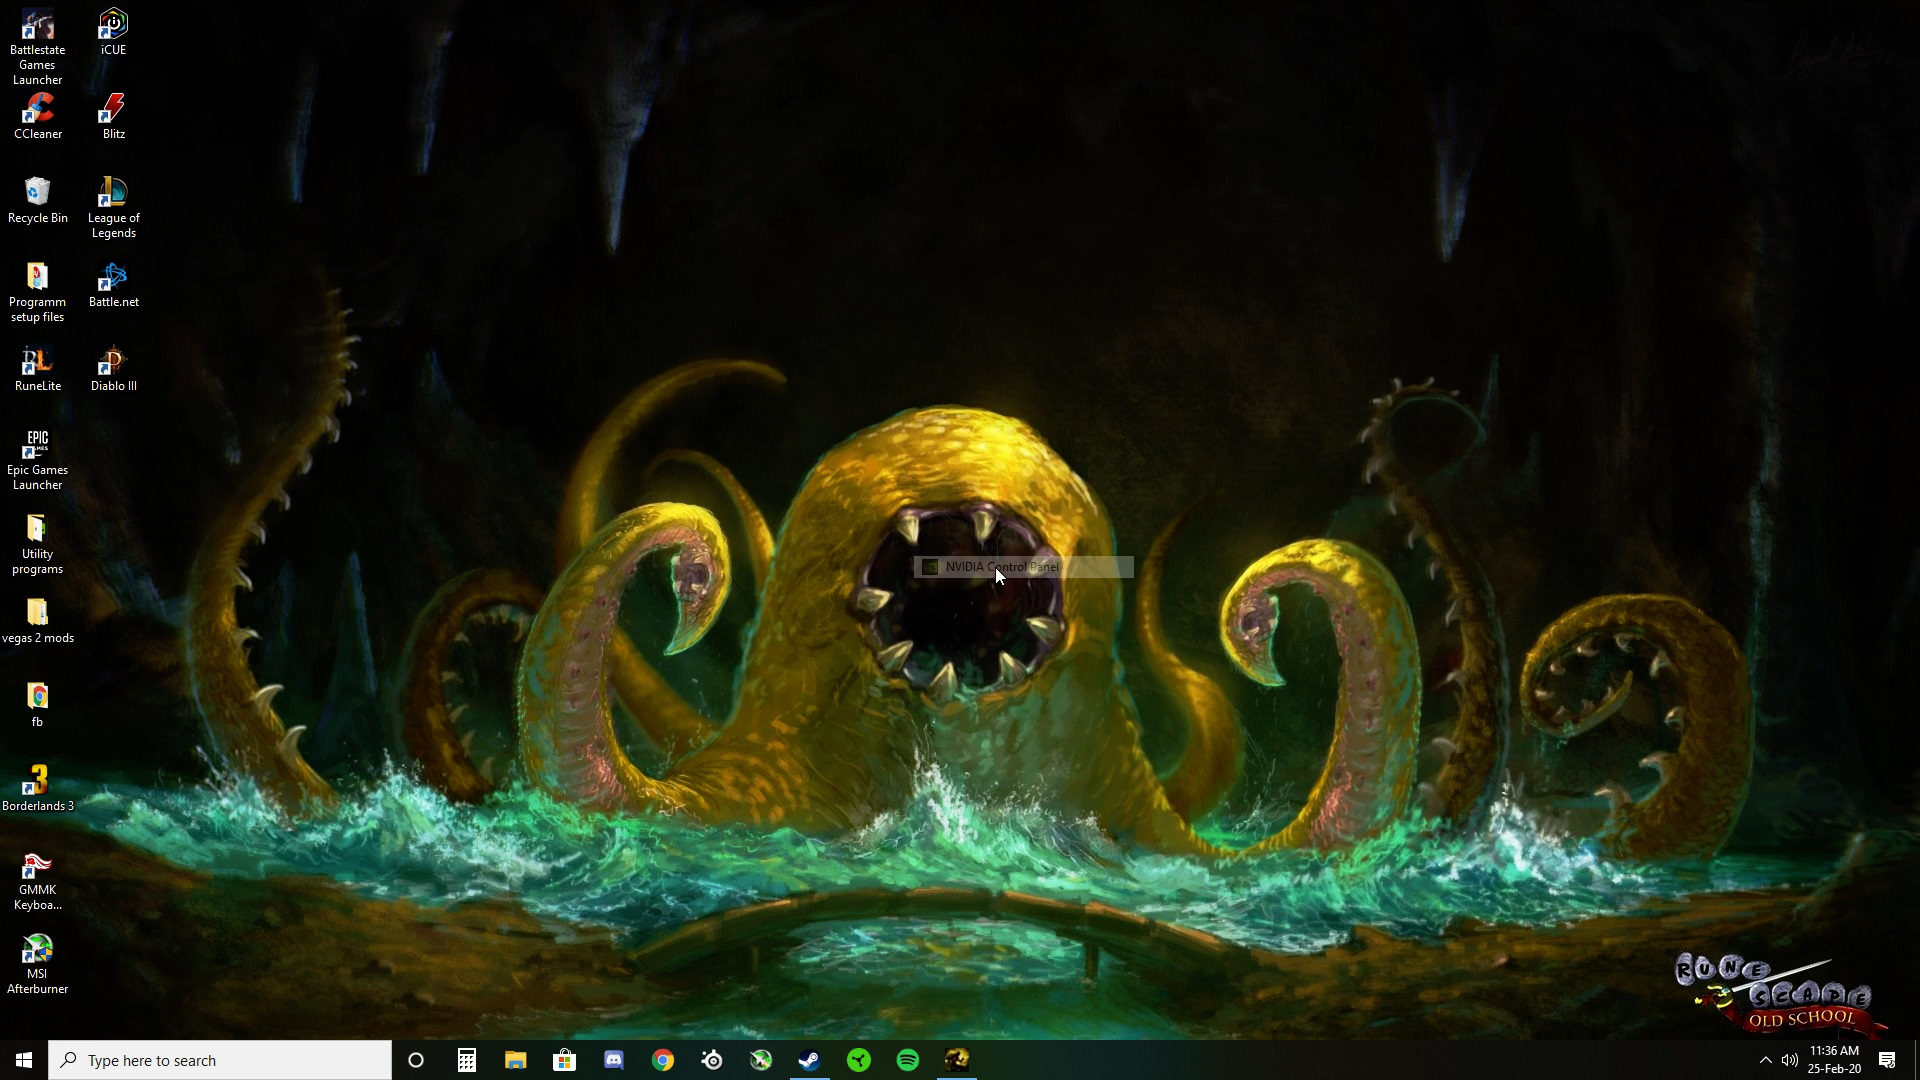 Battlestate
Games
Launcher
iCUE
CCleaner
Blitz
Recycle Bin
League of
Legends
Programm
setup files
Battle.net
RuneLite
Diablo III
EPIC
Epic Games
Launcher
Utility
programs
vegas 2 mods
fb
3
Borlands 3
GMMK
Keyboa...
MSI
Afterburner
NVIDIA Control Panel
RUNE
SCAPE
OLD SCHOOL
Type here to search
11:36 AM
25-Feb-20